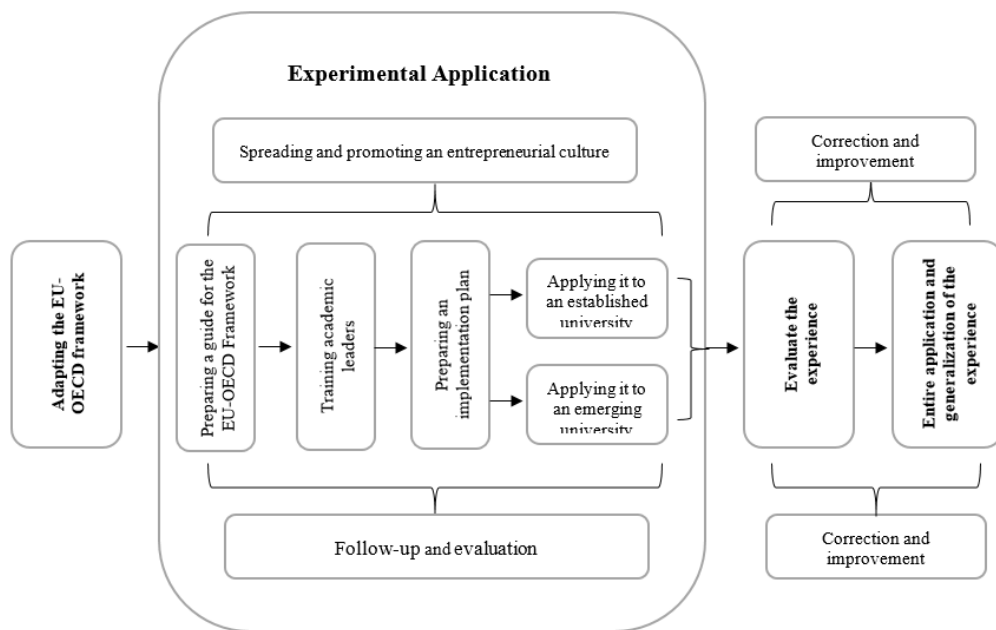 Experimental Application
Spreading and promoting an entrepreneurial culture
Correction and
improvement
Adapting the EU-
OECD framework
Preparing a guide for the
EU-OECD Framework
Training academic
leaders
Preparing an
implementation plan
Applying it to
an established
university
Applying it to
an emerging
university
Evaluate the
experience
Entire application and
generalization of the
experience
Follow-up and evaluation
Correction and
improvement